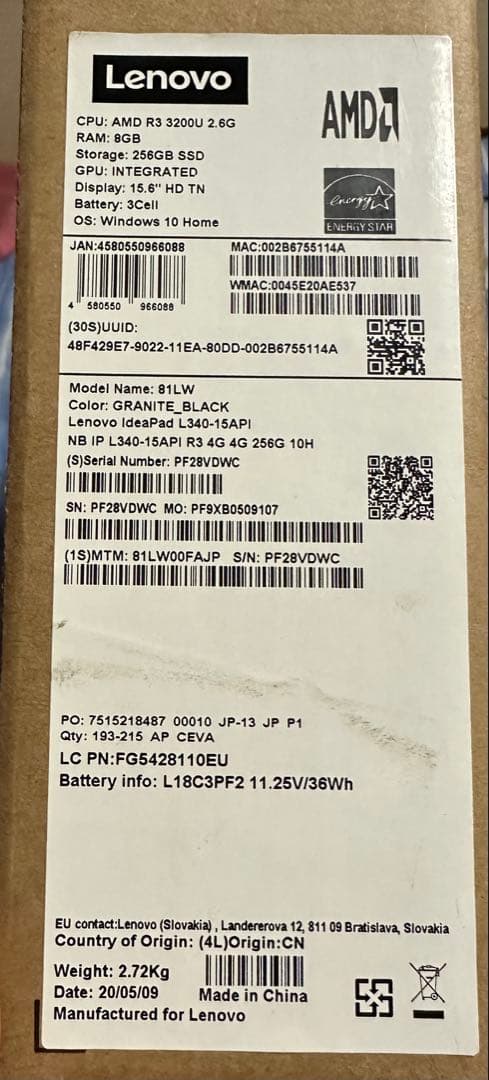 Lenovo
AMD
CPU: AMD R3 3200U 2.6G
RAM: 8GB
Storage: 256GB SSD
GPU: INTEGRATED
Display: 15.6" HD TN
Battery: 3Cell
OS: Windows 10 Home
energy
ENERGY STAR
JAN:4580550966088
4 580550 966088
MAC:002B6755114A
WMAC:0045E20AE537
(30S)UUID:
48F429E7-9022-11EA-80DD-002B6755114A
Model Name: 81LW
Color: GRANITE_BLACK
Lenovo IdeaPad L340-15API
NB IP L340-15API R3 4G 4G 256G 10H
(S)Serial Number: PF28VDWC
SN: PF28VDWC MO: PF9XB0509107
(1S)MTM: 81LW00FAJP S/N: PF28VDWC
PO: 7515218487 00010 JP-13 JP P1
Qty: 193-215 AP CEVA
LC PN:FG5428110EU
Battery info: L18C3PF2 11.25V/36Wh
EU contact:Lenovo (Slovakia) , Landererova 12, 811 09 Bratislava, Slovakia
Country of Origin: (4L)Origin:CN
Weight: 2.72Kg
Date: 20/05/09 Made in China
Manufactured for Lenovo